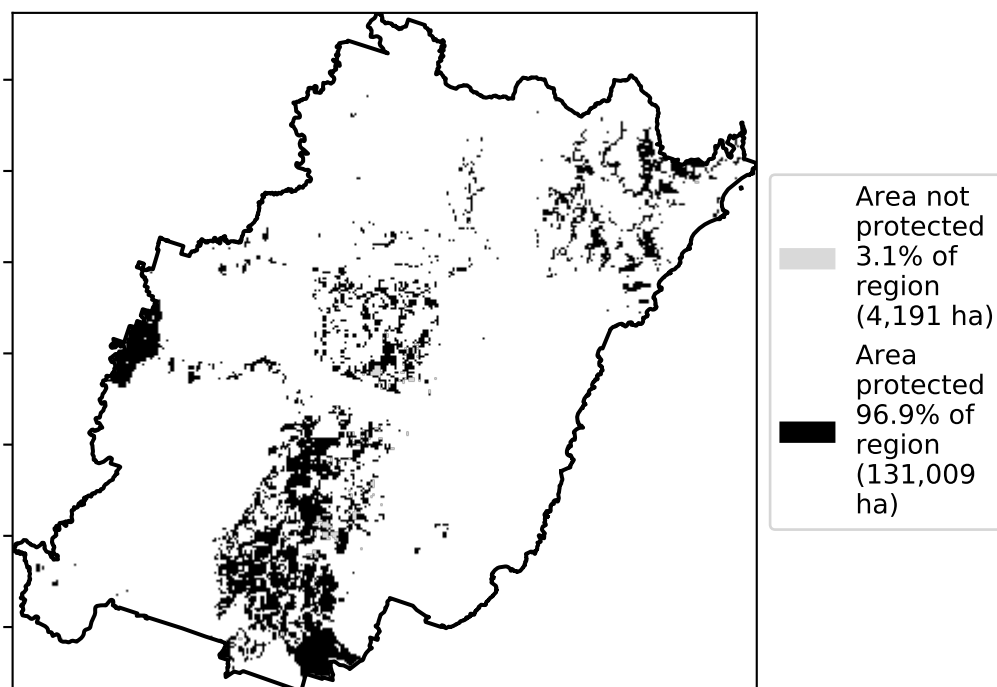 Area not
protected
3.1% of
region
(4,191 ha)
Area
protected
96.9% of
region
(131,009
ha)